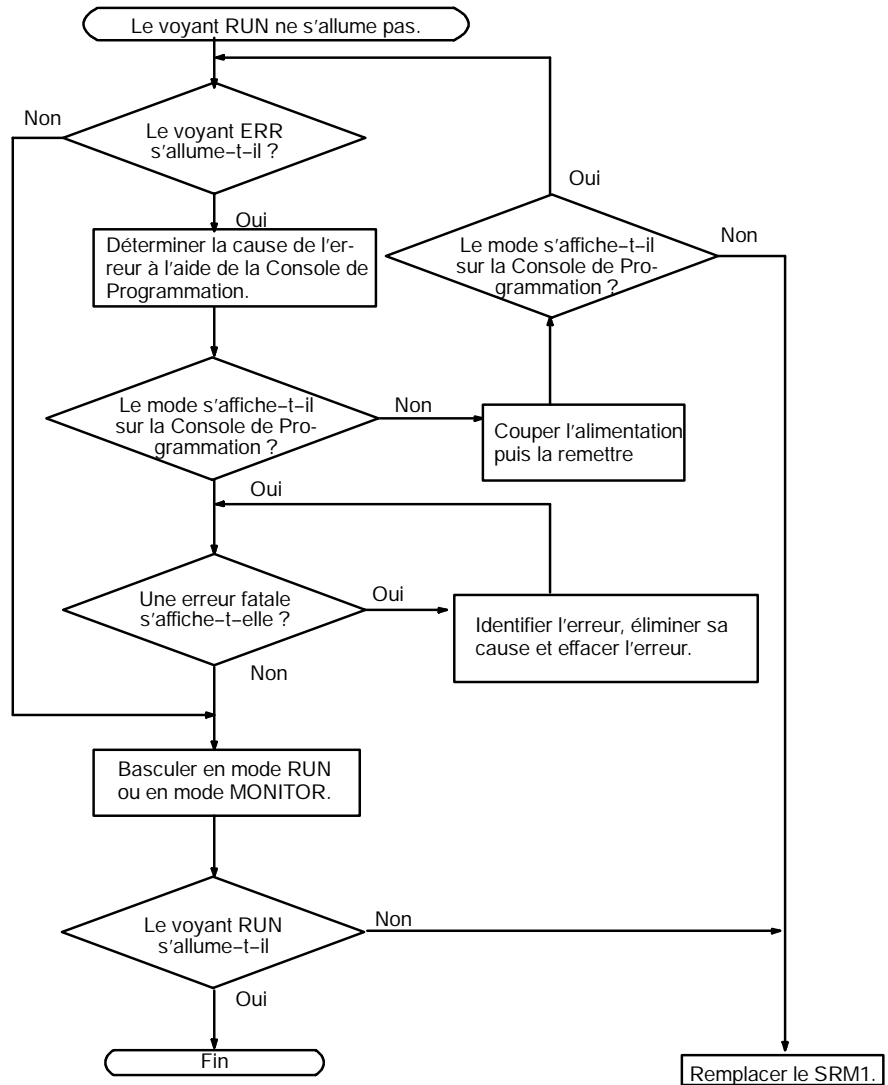 Le voyant RUN ne s'allume pas.
Non
Le voyant ERR
s'allume–t–il ?
Oui
Oui
Déterminer la cause de l'er-
reur à l'aide de la Console de
Programmation.
Le mode s'affiche–t–il
sur la Console de Pro-
grammation ?
Non
Le mode s'affiche–t–il
sur la Console de Pro-
grammation ?
Non
Couper l'alimentation
puis la remettre
Oui
Une erreur fatale
s'affiche–t–elle ?
Oui
Identifier l'erreur, éliminer sa
cause et effacer l'erreur.
Non
Basculer en mode RUN
ou en mode MONITOR.
Le voyant RUN
s'allume–t–il
Non
Oui
Fin
Remplacer le SRM1.